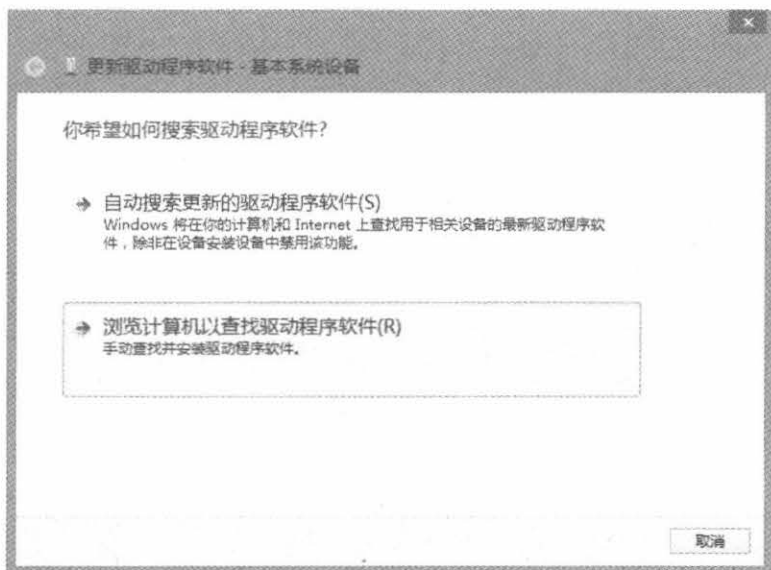 更新驱动程序软件 - 基本系统设备
你希望如何搜索驱动程序软件?
自动搜索更新的驱动程序软件(S)
Windows 将在你的计算机和 Internet 上查找用于相关设备的最新驱动程序软
件，除非在设备安装设备中禁用该功能。
浏览计算机以查找驱动程序软件(R)
手动查找并安装驱动程序软件。
取消